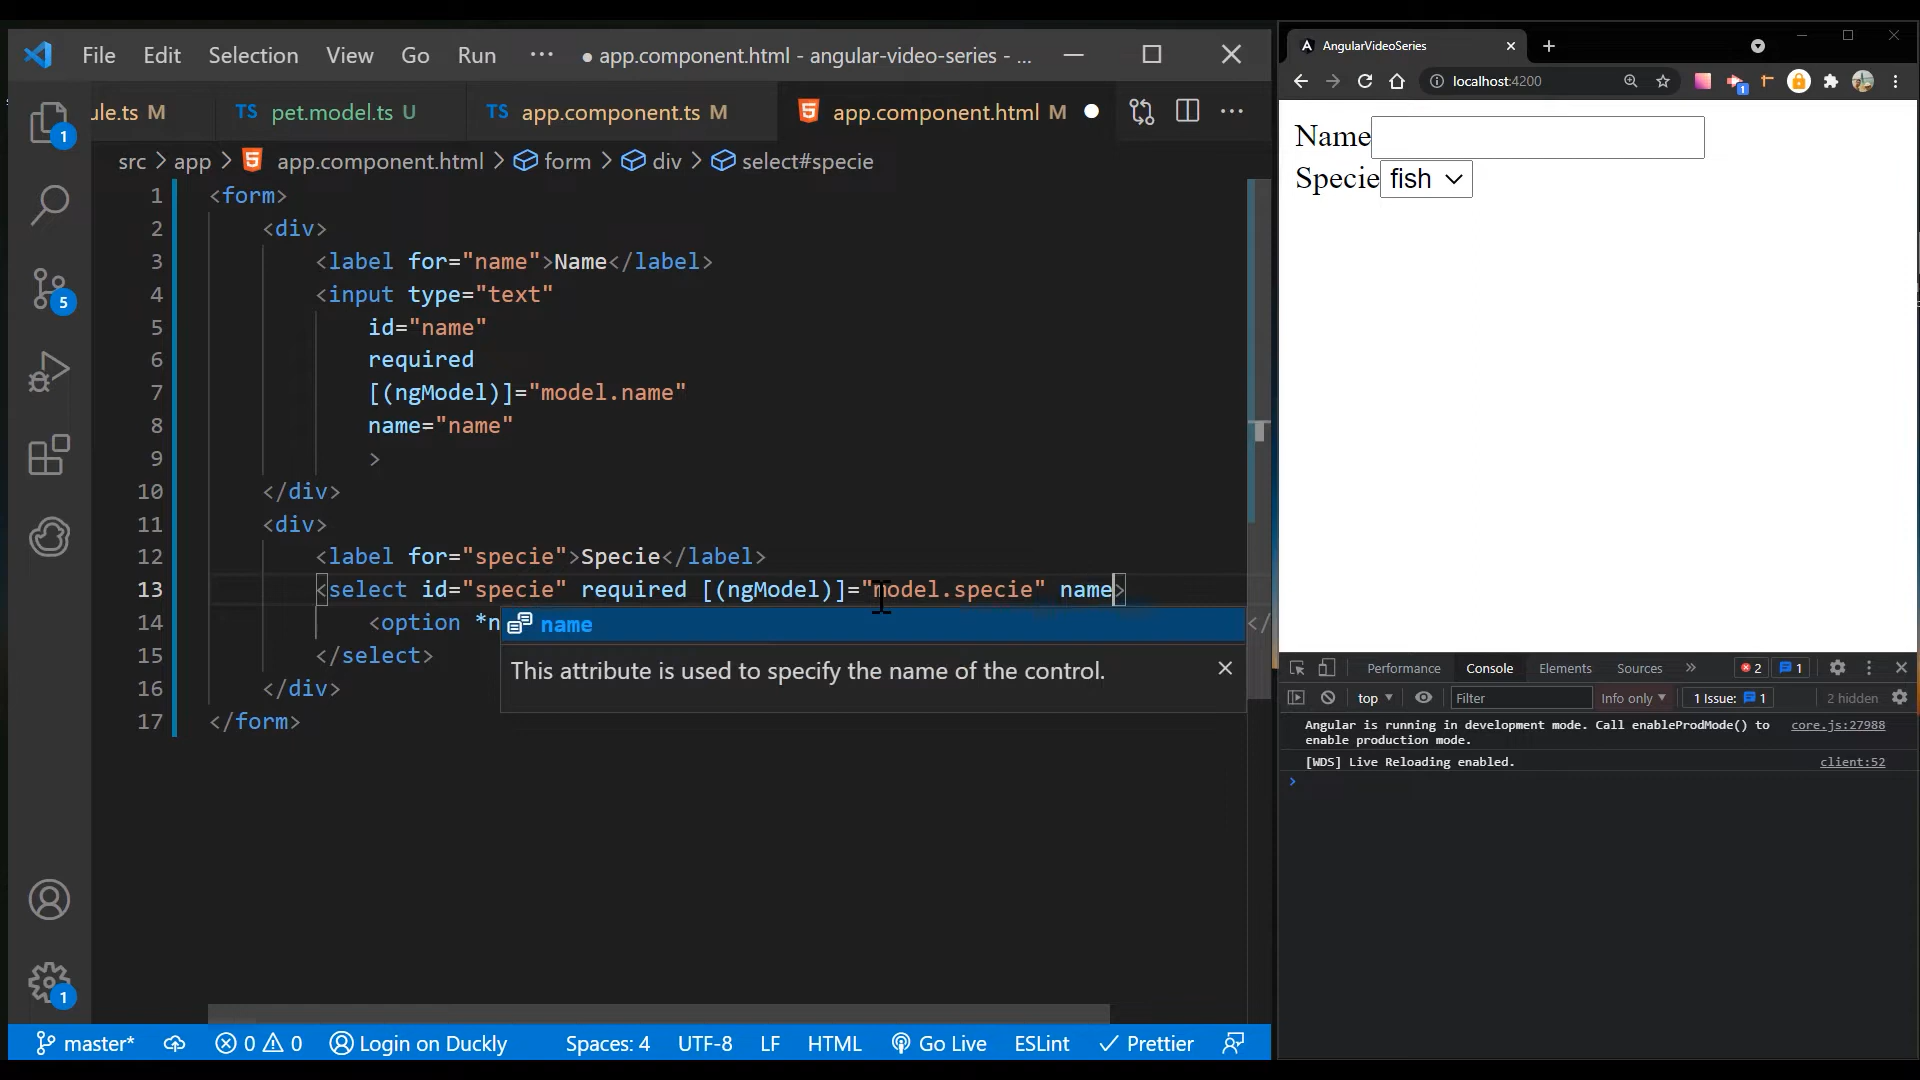 File Edit Selection View Go Run ··· ● app.component.html - angular-video-series - ...
ule.ts M TS pet.model.ts U TS app.component.ts M app.component.html M
src > app > app.component.html > form > div > select#specie
1 <form>
2 <div>
3 <label for="name">Name</label>
4 <input type="text"
5 id="name"
6 required
7 [(ngModel)]="model.name"
8 name="name"
9 >
10 </div>
11 <div>
12 <label for="specie">Specie</label>
13 <select id="specie" required [(ngModel)]="model.specie" name>
14 <option *n </
name
15 </select>
This attribute is used to specify the name of the control.
16 </div>
17 </form>
1
5
1
master* 0 0 Login on Duckly Spaces: 4 UTF-8 LF HTML Go Live ESLint Prettier
AngularVideoSeries
localhost:4200
1
Name
Specie fish
Performance Console Elements Sources » 2 1
top Filter Info only 1 Issue: 1 2 hidden
Angular is running in development mode. Call enableProdMode() to core.js:27988
enable production mode.
[WDS] Live Reloading enabled. client:52